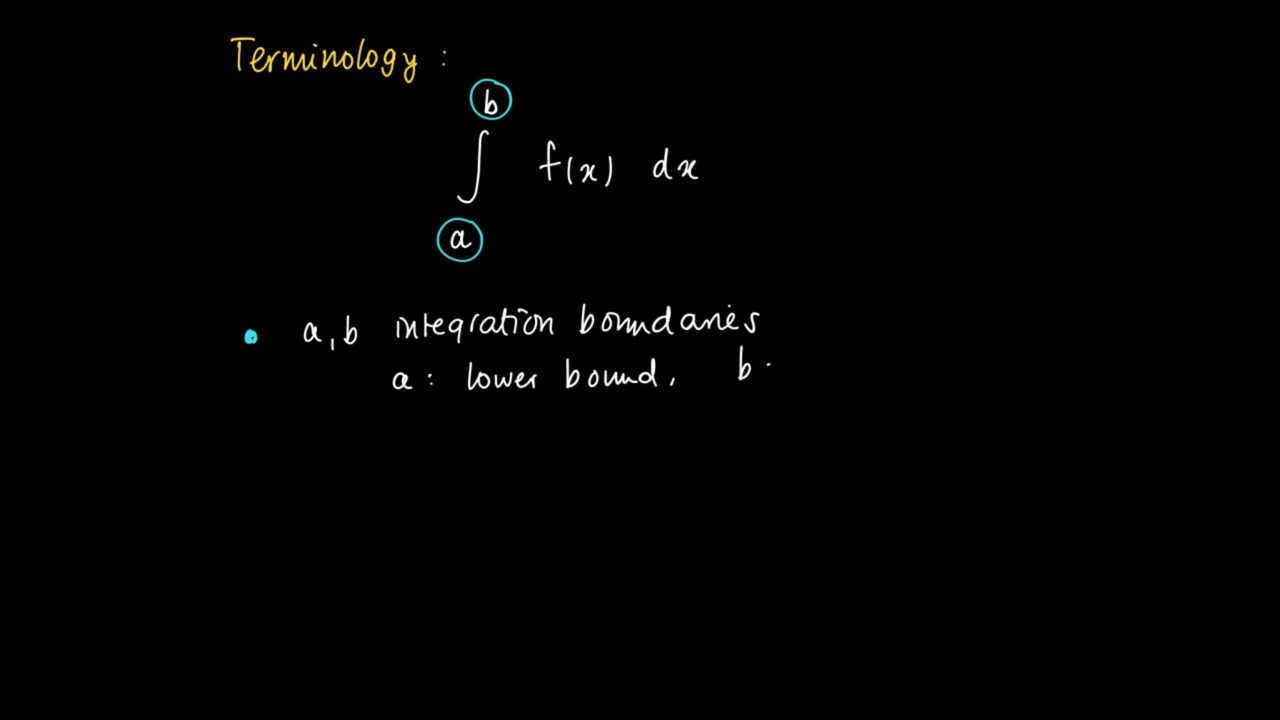 Terminology :
b
∫ f(x) dx
a
• a, b integration boundaries
a : lower bound, b .